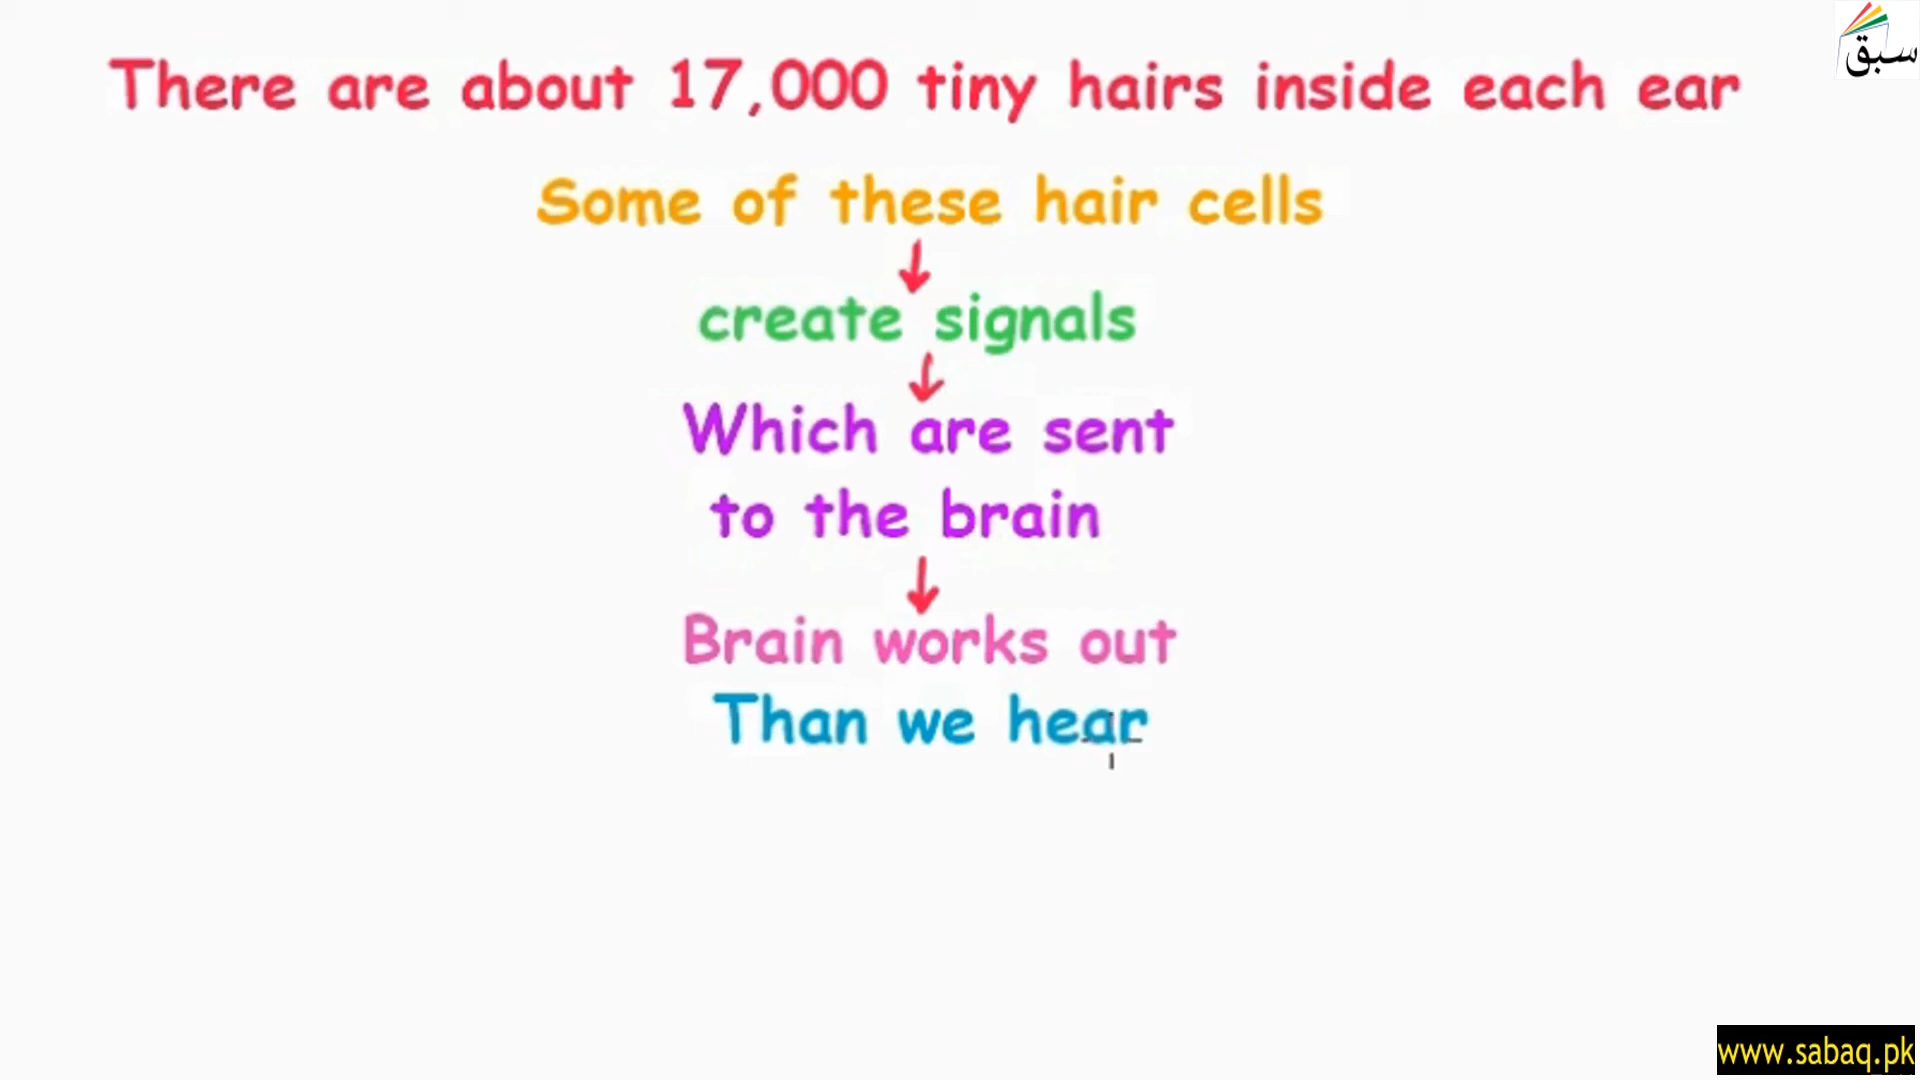 سبق
There are about 17,000 tiny hairs inside each ear
Some of these hair cells
create signals
Which are sent
to the brain
Brain works out
Than we hear
www.sabaq.pk